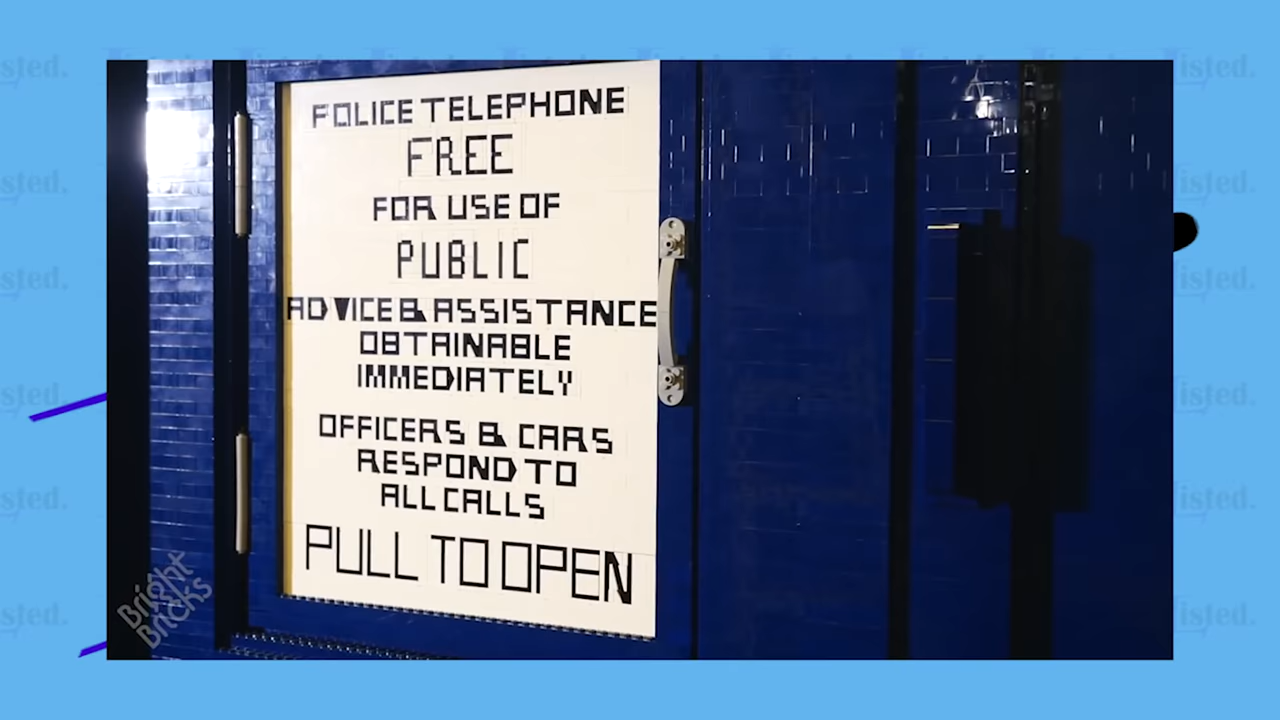 POLICE TELEPHONE
FREE
FOR USE OF
PUBLIC
ADVICE & ASSISTANCE
OBTAINABLE
IMMEDIATELY
OFFICERS & CARS
RESPOND TO
ALL CALLS
PULL TO OPEN
Bright
Bricks